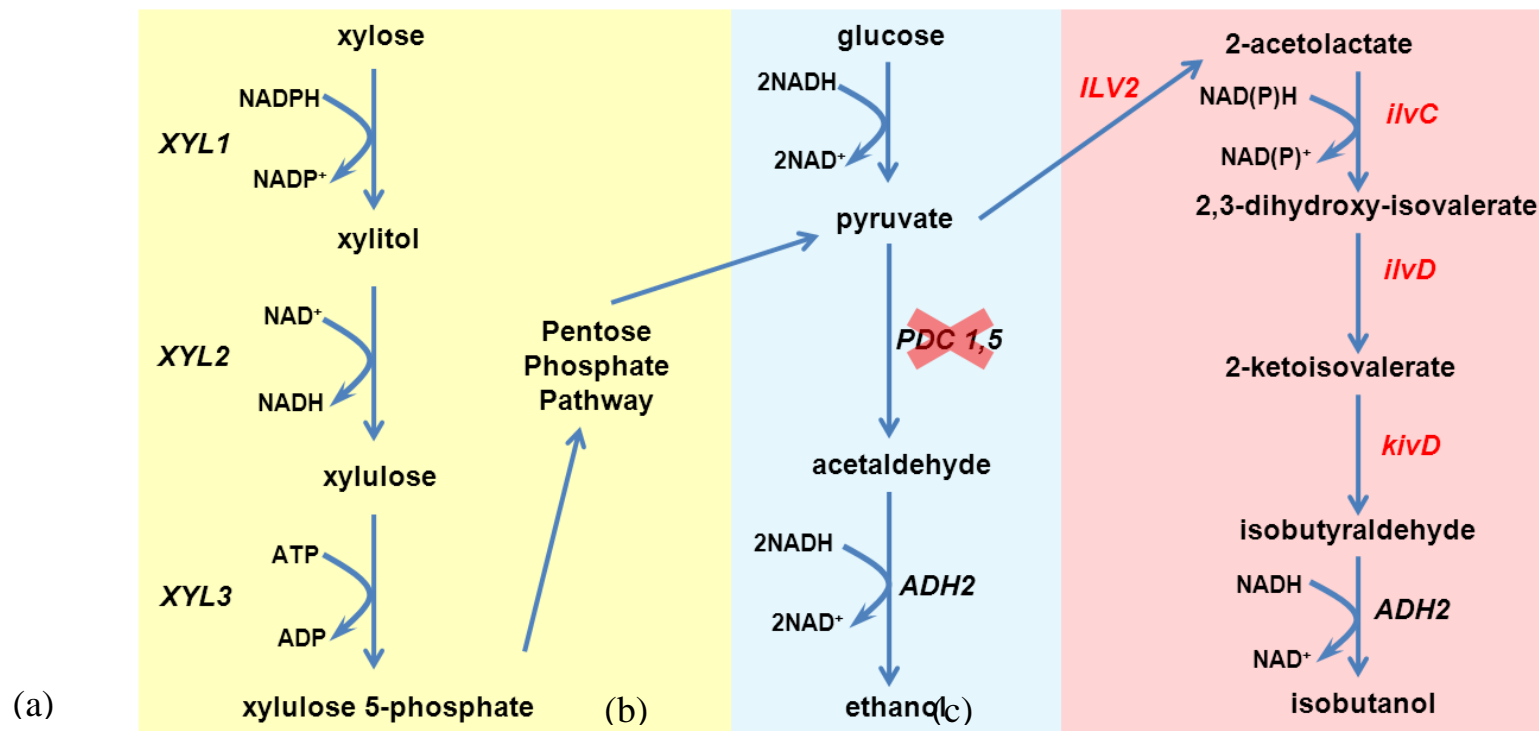 xylose
NADPH
XYL1
NADP⁺
xylitol
NAD⁺
XYL2
NADH
xylulose
ATP
XYL3
ADP
xylulose 5-phosphate
Pentose
Phosphate
Pathway
glucose
2NADH
2NAD⁺
pyruvate
PDC 1,5
acetaldehyde
2NADH
ADH2
2NAD⁺
ethanol
ILV2
2-acetolactate
NAD(P)H
ilvC
NAD(P)⁺
2,3-dihydroxy-isovalerate
ilvD
2-ketoisovalerate
kivD
isobutyraldehyde
NADH
ADH2
NAD⁺
isobutanol
(a)
(b)
(c)